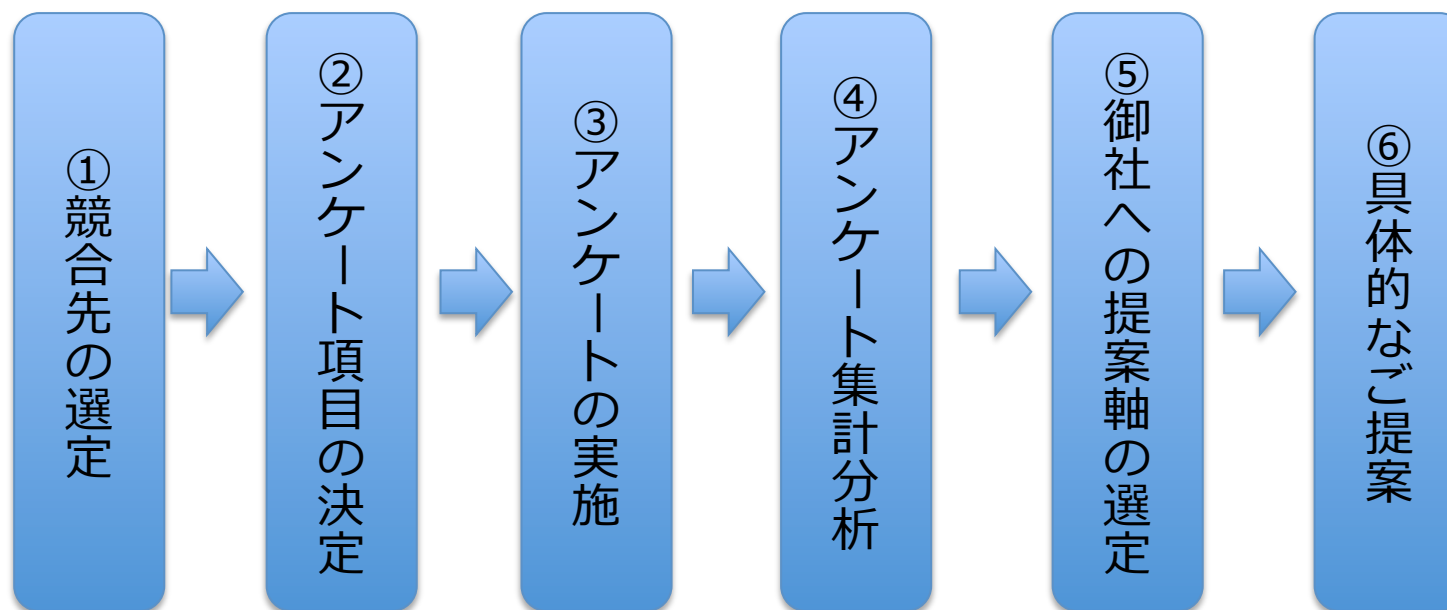 ①競合先の選定
②アンケート項目の決定
③アンケートの実施
④アンケート集計分析
⑤御社への提案軸の選定
⑥具体的なご提案